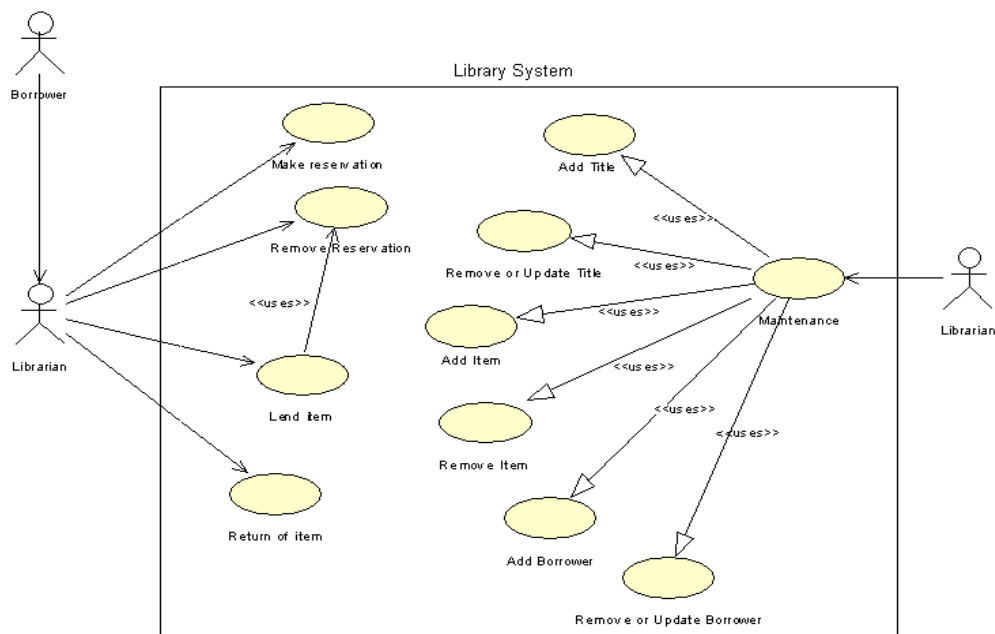 Library System
Borrower
Make reservation
Add Title
<<uses>>
Remove Reservation
Remove or Update Title
<<uses>>
<<uses>>
<<uses>>
Maintenance
Librarian
Librarian
Add Item
<<uses>>
Lend item
<<uses>>
<<uses>>
Remove Item
Return of item
Add Borrower
Remove or Update Borrower